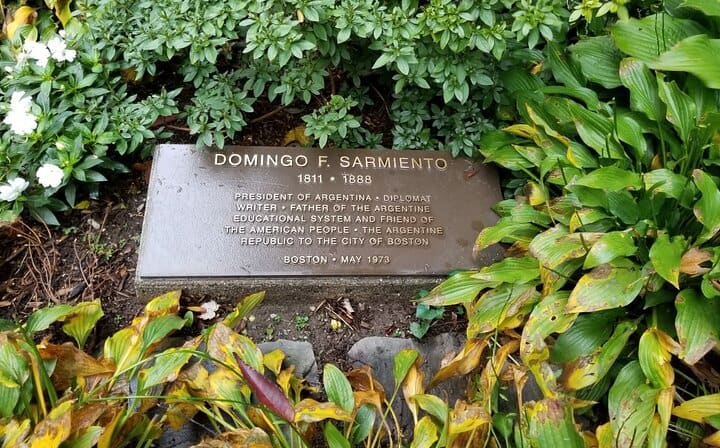 DOMINGO F. SARMIENTO
1811 • 1888
PRESIDENT OF ARGENTINA • DIPLOMAT
WRITER • FATHER OF THE ARGENTINE
EDUCATIONAL SYSTEM AND FRIEND OF
THE AMERICAN PEOPLE • THE ARGENTINE
REPUBLIC TO THE CITY OF BOSTON
BOSTON • MAY 1973